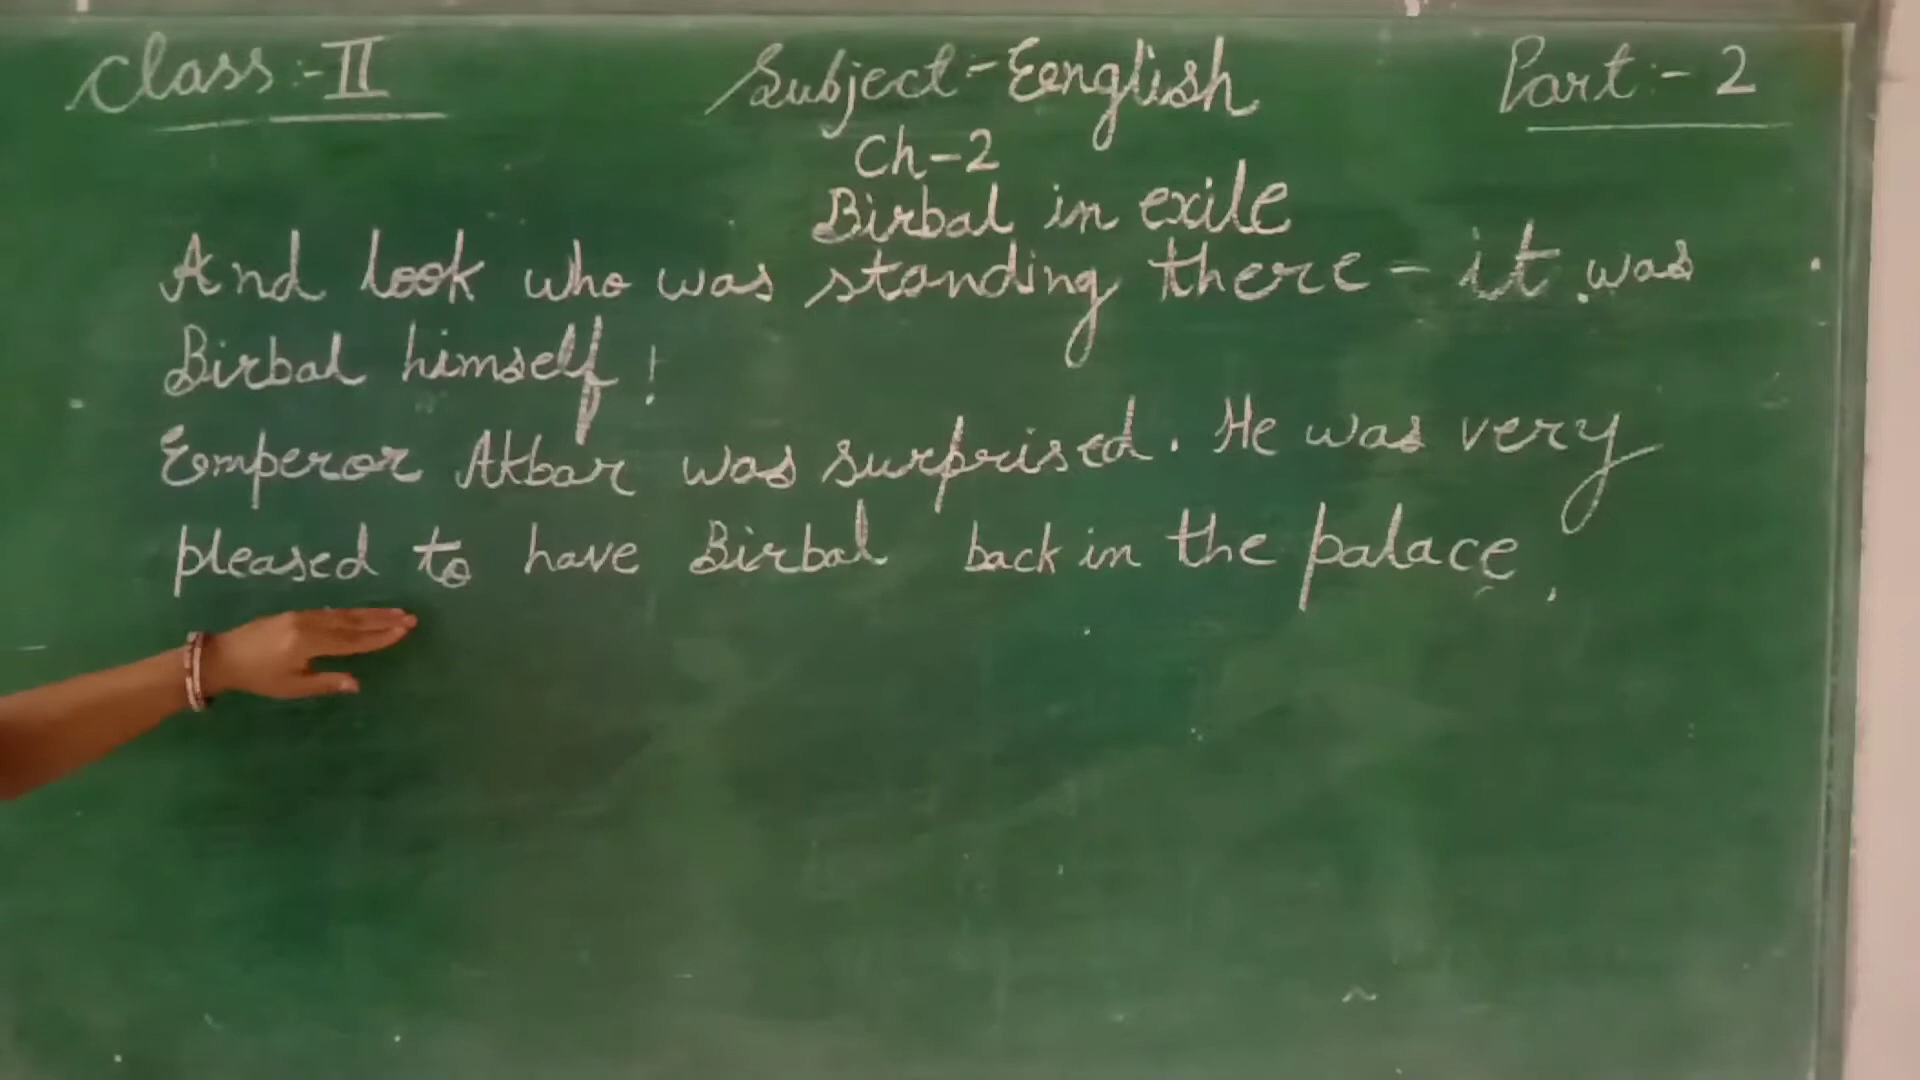 Class:-II Subject-English Part:-2
Ch-2
Birbal in exile
And look who was standing there - it was
Birbal himself!
Emperor Akbar was surprised. He was very
pleased to have Birbal back in the palace.